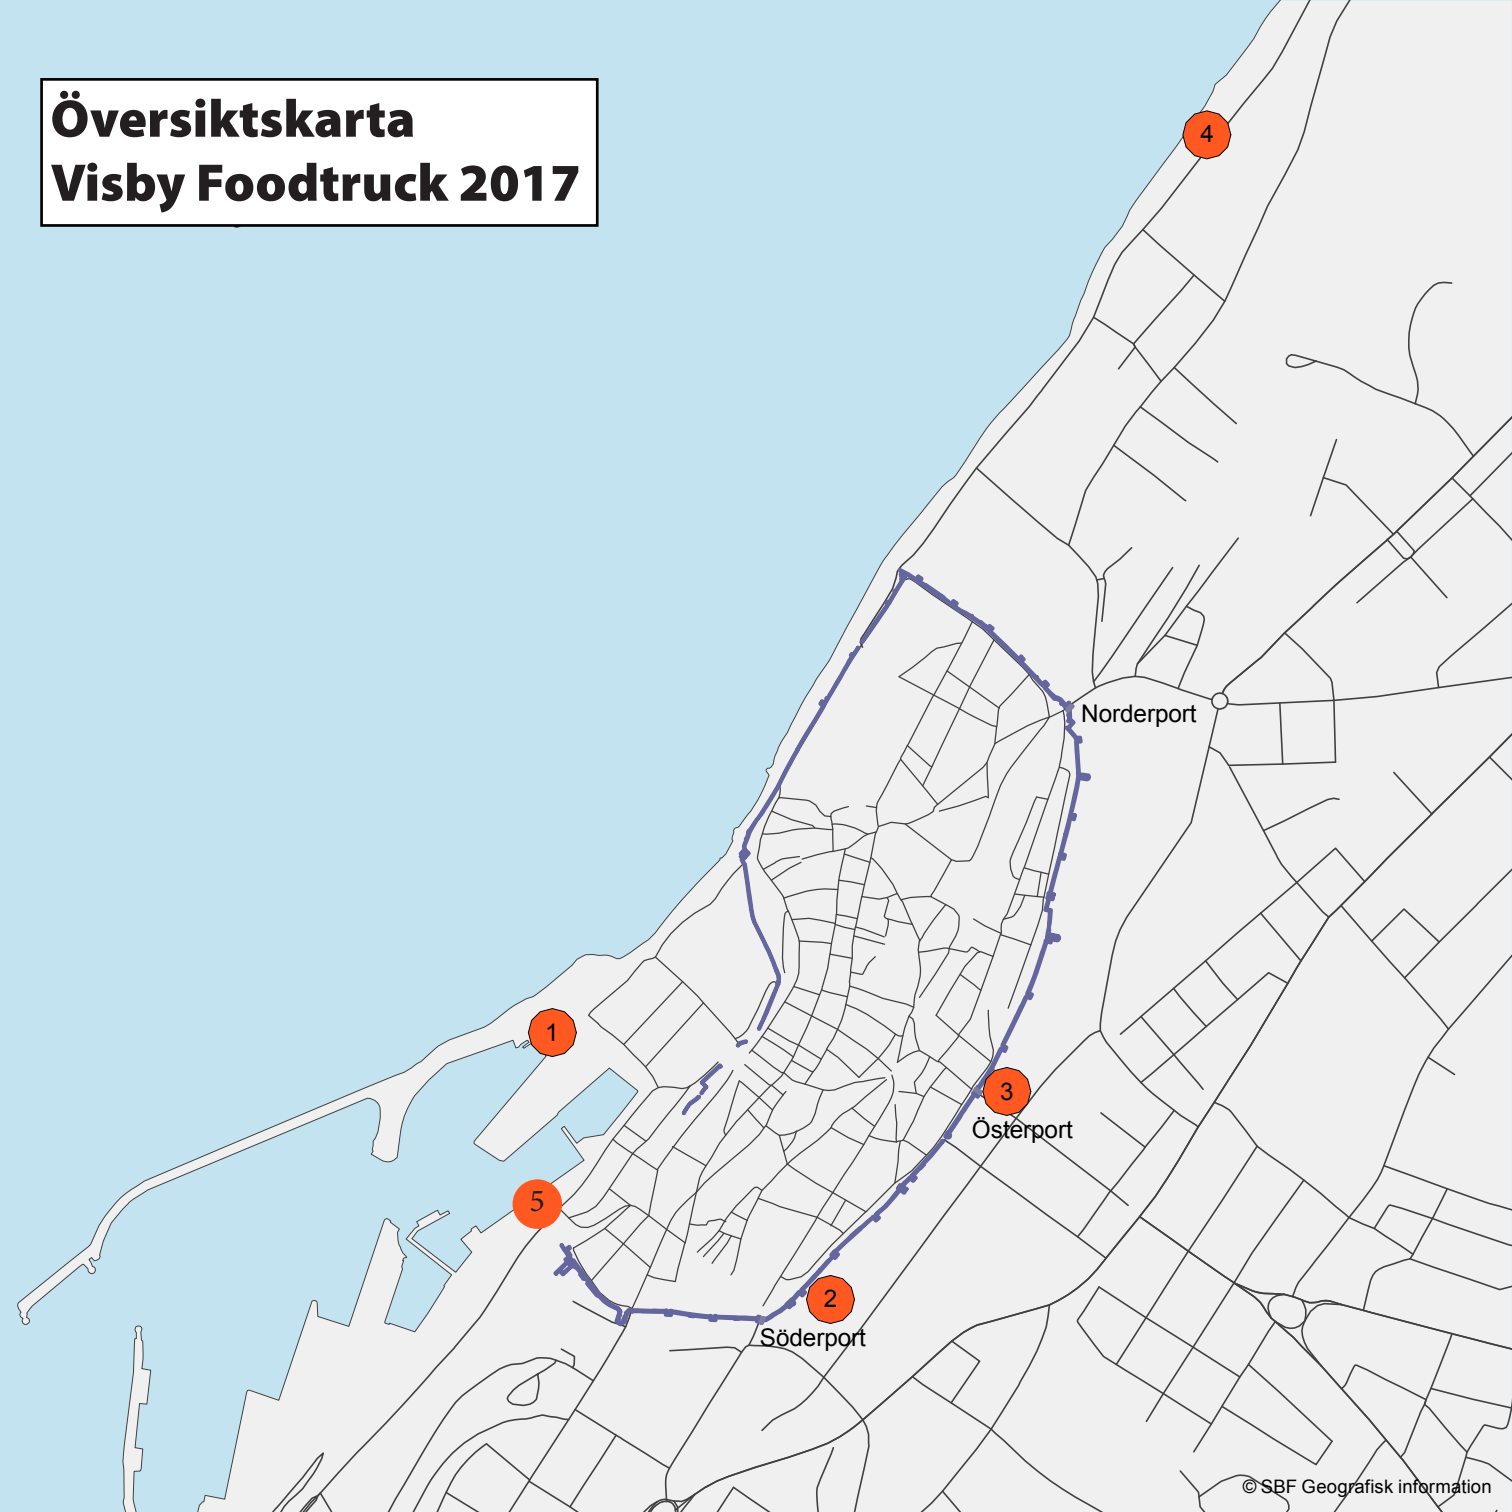 Översiktskarta
Visby Foodtruck 2017
4
Norderport
1
3
Österport
5
2
Söderport
© SBF Geografisk information